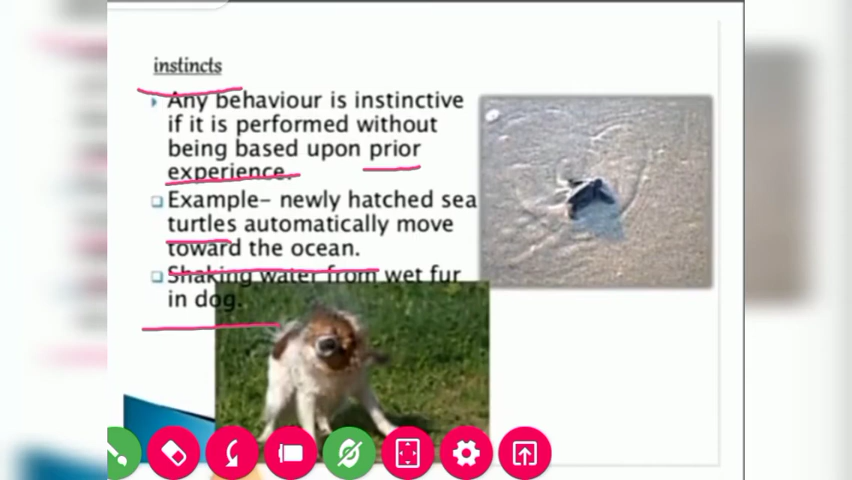 instincts
Any behaviour is instinctive
if it is performed without
being based upon prior
experience.
Example- newly hatched sea
turtles automatically move
toward the ocean.
Shaking water from wet fur
in dog.